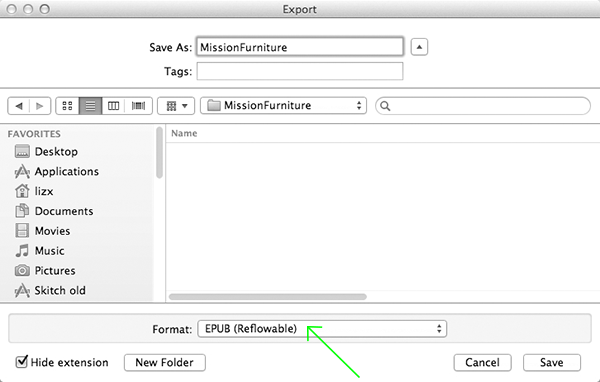 Export
Save As: MissionFurniture
Tags:
MissionFurniture
FAVORITES
Desktop
Applications
lizx
Documents
Movies
Music
Pictures
Skitch old
Name
Format: EPUB (Reflowable)
Hide extension New Folder Cancel Save